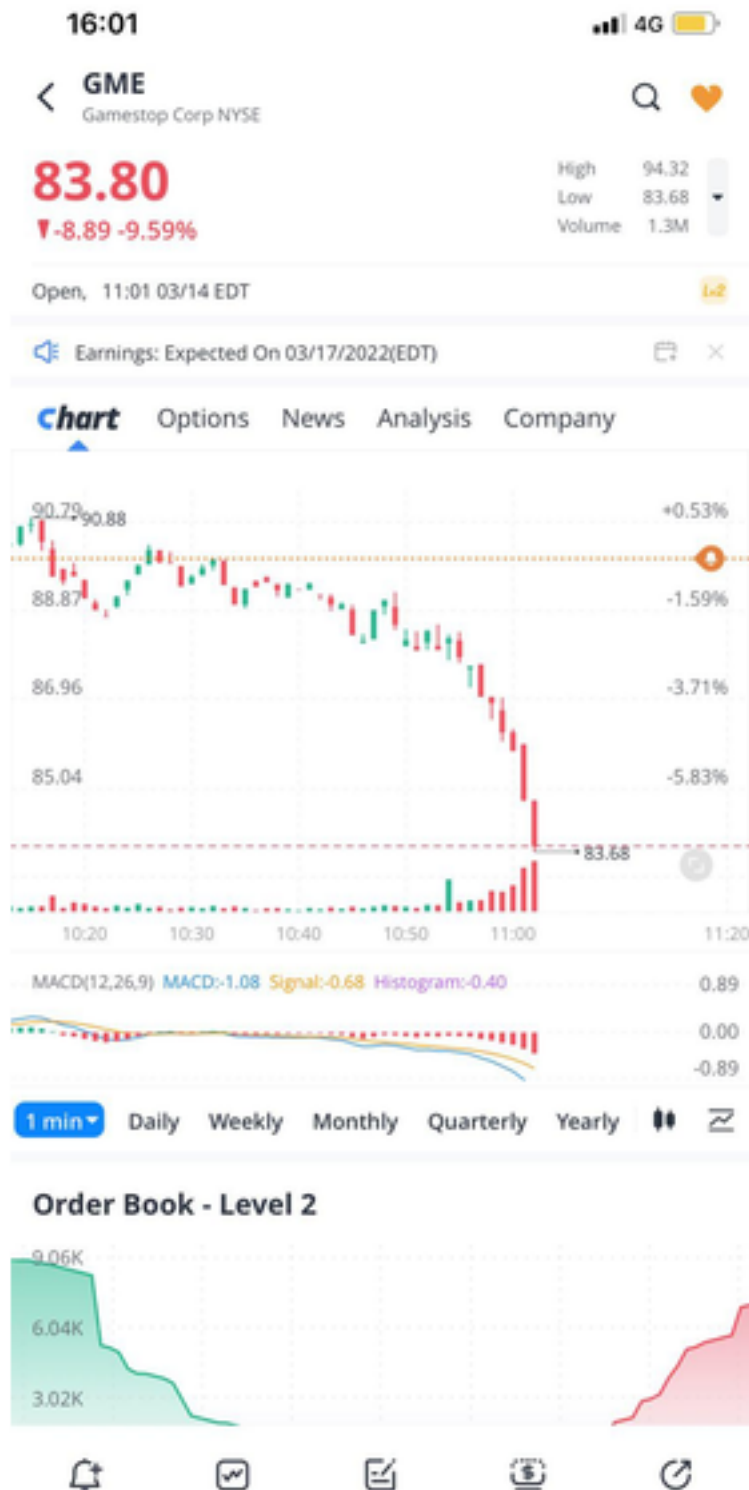 16:01
4G
GME
Gamestop Corp NYSE
83.80
-8.89 -9.59%
High 94.32
Low 83.68
Volume 1.3M
Open, 11:01 03/14 EDT
Lv2
Earnings: Expected On 03/17/2022(EDT)
Chart Options News Analysis Company
90.79 90.88 +0.53%
88.87 -1.59%
86.96 -3.71%
85.04 -5.83%
83.68
10:20 10:30 10:40 10:50 11:00 11:20
MACD(12,26,9) MACD:-1.08 Signal:-0.68 Histogram:-0.40 0.89
0.00
-0.89
1 min Daily Weekly Monthly Quarterly Yearly
Order Book - Level 2
9.06K
6.04K
3.02K